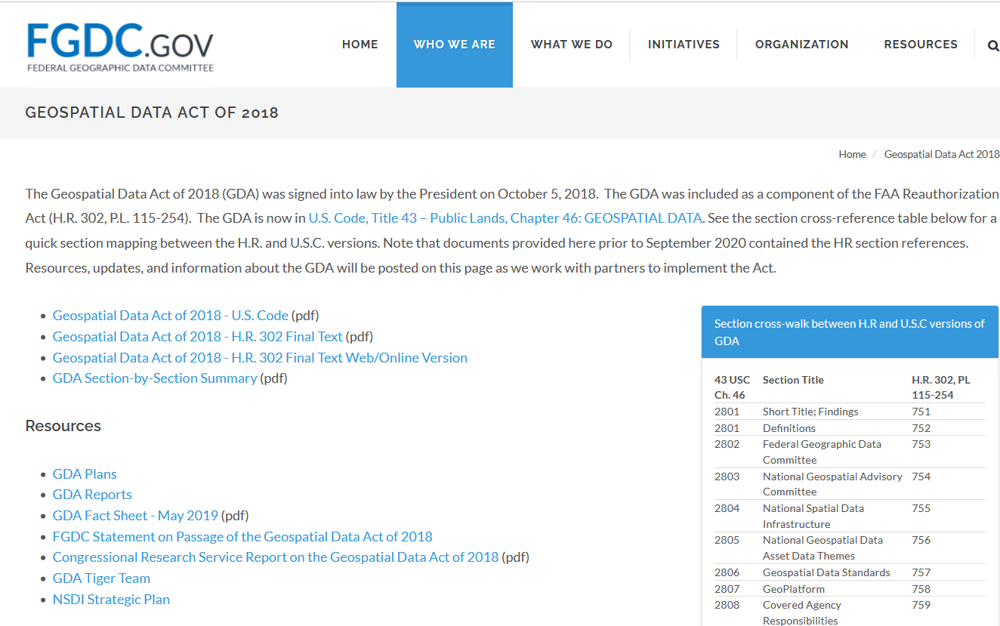 FGDC.GOV
FEDERAL GEOGRAPHIC DATA COMMITTEE
HOME
WHO WE ARE
WHAT WE DO
INITIATIVES
ORGANIZATION
RESOURCES
GEOSPATIAL DATA ACT OF 2018
Home / Geospatial Data Act 2018
The Geospatial Data Act of 2018 (GDA) was signed into law by the President on October 5, 2018. The GDA was included as a component of the FAA Reauthorization
Act (H.R. 302, P.L. 115-254). The GDA is now in U.S. Code, Title 43 – Public Lands, Chapter 46: GEOSPATIAL DATA. See the section cross-reference table below for a
quick section mapping between the H.R. and U.S.C. versions. Note that documents provided here prior to September 2020 contained the HR section references.
Resources, updates, and information about the GDA will be posted on this page as we work with partners to implement the Act.
• Geospatial Data Act of 2018 - U.S. Code (pdf)
• Geospatial Data Act of 2018 - H.R. 302 Final Text (pdf)
• Geospatial Data Act of 2018 - H.R. 302 Final Text Web/Online Version
• GDA Section-by-Section Summary (pdf)
Resources
• GDA Plans
• GDA Reports
• GDA Fact Sheet - May 2019 (pdf)
• FGDC Statement on Passage of the Geospatial Data Act of 2018
• Congressional Research Service Report on the Geospatial Data Act of 2018 (pdf)
• GDA Tiger Team
• NSDI Strategic Plan
Section cross-walk between H.R and U.S.C versions of
GDA
43 USC Section Title H.R. 302, PL
Ch. 46 115-254
2801 Short Title; Findings 751
2801 Definitions 752
2802 Federal Geographic Data 753
Committee
2803 National Geospatial Advisory 754
Committee
2804 National Spatial Data 755
Infrastructure
2805 National Geospatial Data 756
Asset Data Themes
2806 Geospatial Data Standards 757
2807 GeoPlatform 758
2808 Covered Agency 759
Responsibilities